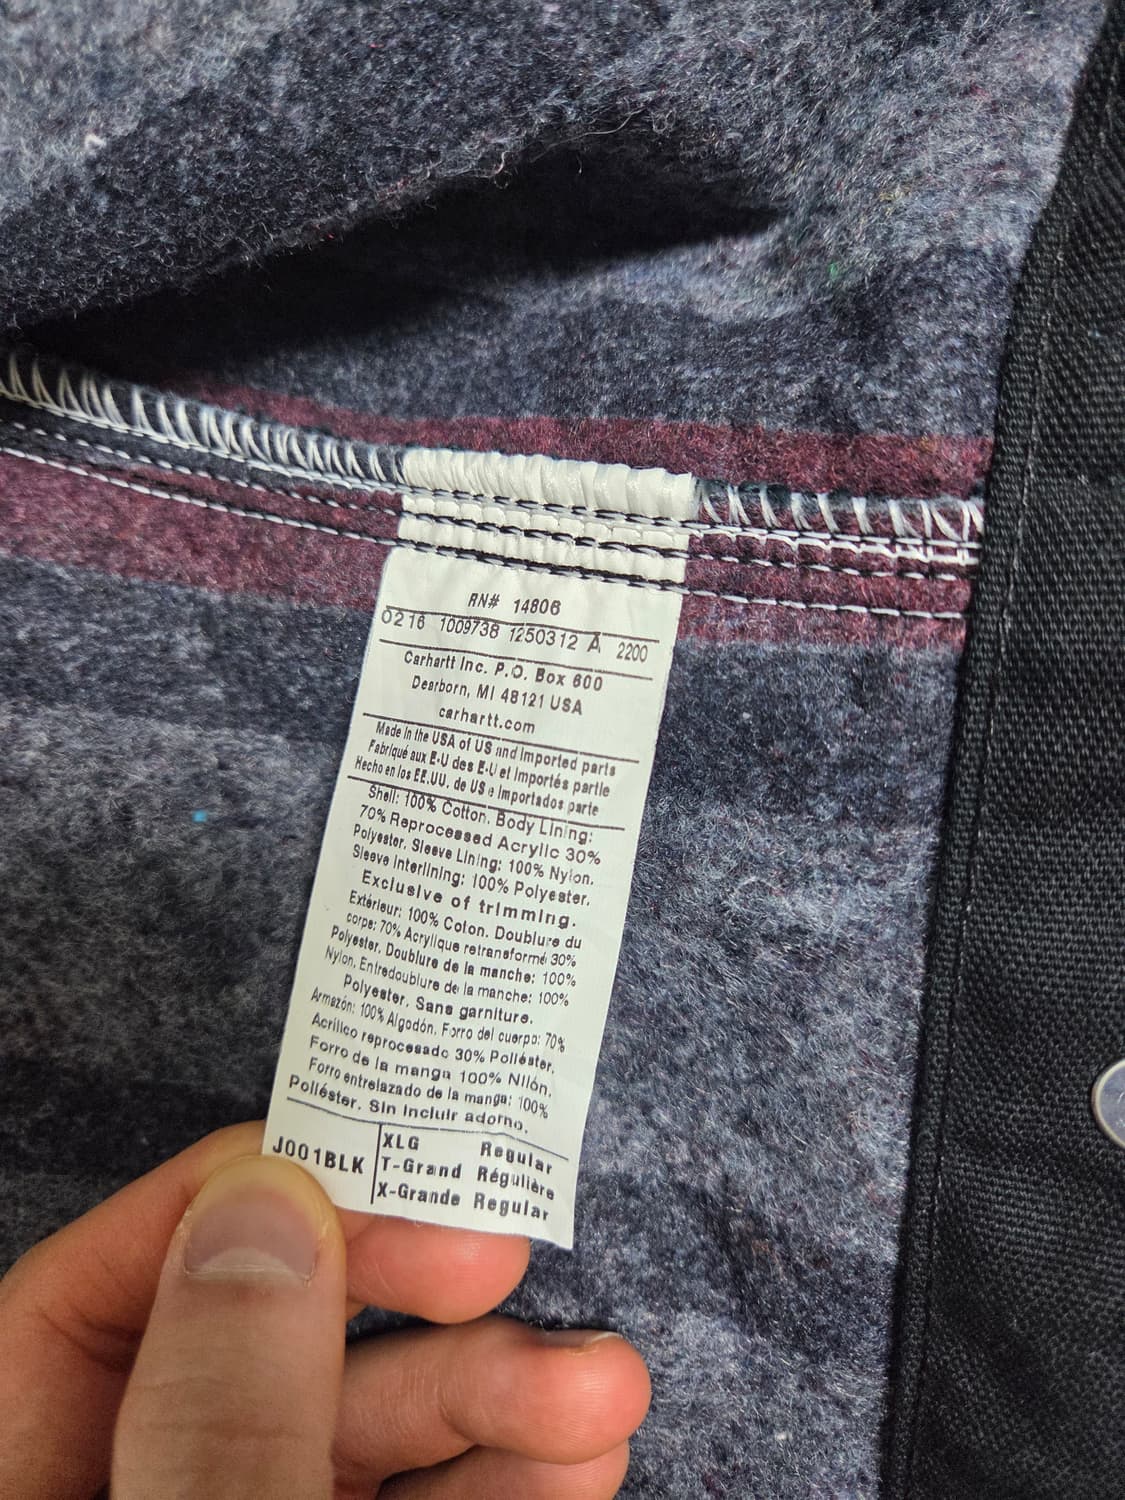 RN# 14806
0216 1009738 1250312 A 2200
Carhartt Inc. P.O. Box 600
Dearborn, MI 48121 USA
carhartt.com
Made in the USA of US and Imported parts
Fabriqué aux E-U des E-U et Importés partie
Hecho en los EE.UU. de US e Importados parte
Shell: 100% Cotton. Body Lining:
70% Reprocessed Acrylic 30%
Polyester. Sleeve Lining: 100% Nylon.
Sleeve Interlining: 100% Polyester.
Exclusive of trimming.
Extérieur: 100% Coton. Doublure du
corps: 70% Acrylique retransformé 30%
Polyester. Doublure de la manche: 100%
Nylon. Entredoublure de la manche: 100%
Polyester. Sans garniture.
Armazón: 100% Algodón. Forro del cuerpo: 70%
Acrílico reprocesado 30% Poliéster.
Forro de la manga 100% Nilón.
Forro entrelazado de la manga: 100%
Poliéster. Sin incluir adorno.
J001BLK
XLG Regular
T-Grand Régulière
X-Grande Regular